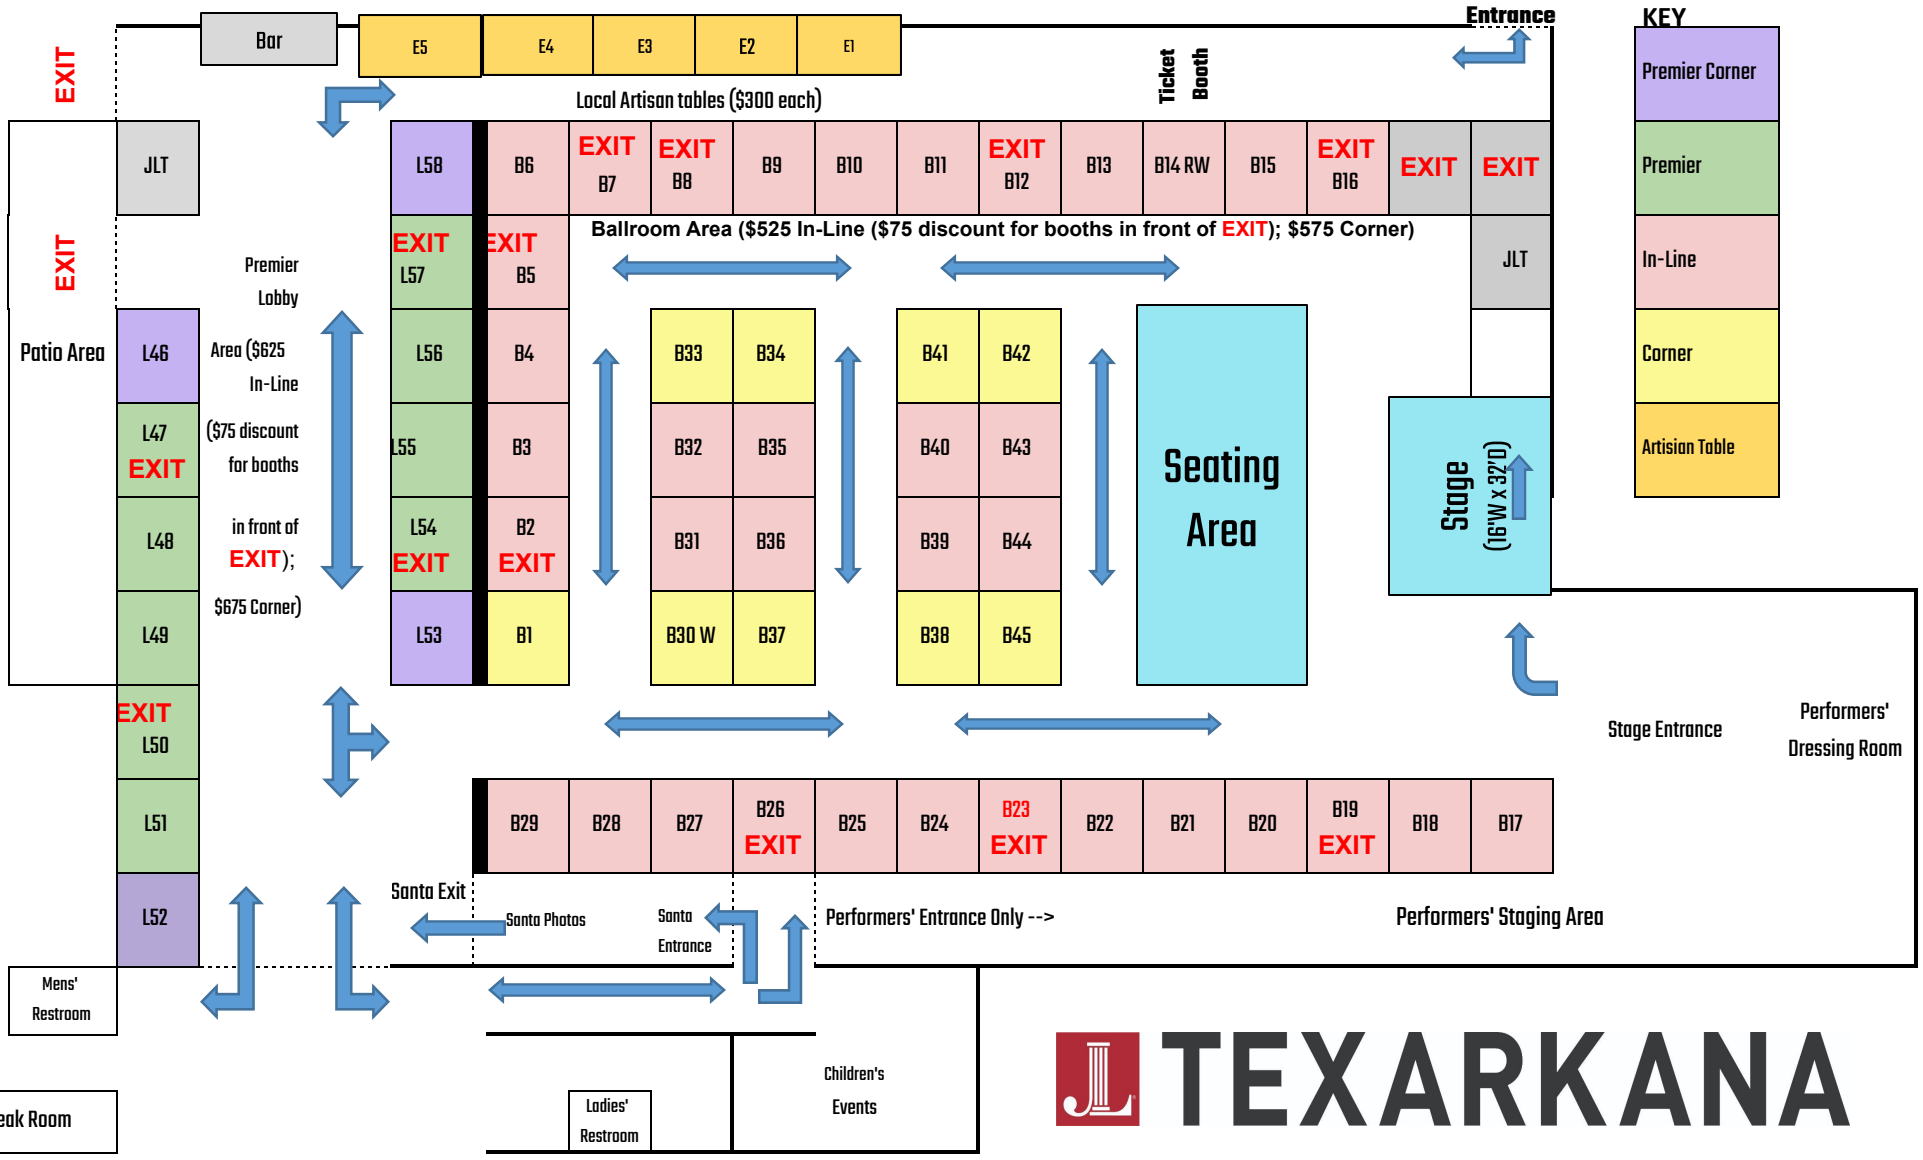 Entrance
KEY
EXIT
Bar
E5
E4
E3
E2
E1
Ticket
Booth
Premier Corner
Local Artisan tables ($300 each)
JLT
L58
B6
EXIT
B7
EXIT
B8
B9
B10
B11
EXIT
B12
B13
B14 RW
B15
EXIT
B16
EXIT
EXIT
Premier
Ballroom Area ($525 In-Line ($75 discount for booths in front of EXIT); $575 Corner)
EXIT
Premier
Lobby
EXIT
L57
EXIT
B5
JLT
In-Line
Patio Area
L46
Area ($625
In-Line
L56
B4
B33
B34
B41
B42
Corner
L47
EXIT
($75 discount
for booths
L55
B3
B32
B35
B40
B43
Seating
Area
Stage
(16'W x 32'D)
Artisian Table
L48
in front of
EXIT);
L54
EXIT
B2
EXIT
B31
B36
B39
B44
L49
$675 Corner)
L53
B1
B30 W
B37
B38
B45
EXIT
L50
Stage Entrance
Performers'
Dressing Room
L51
B29
B28
B27
B26
EXIT
B25
B24
B23
EXIT
B22
B21
B20
B19
EXIT
B18
B17
L52
Santa Exit
Santa Photos
Santa
Entrance
Performers' Entrance Only -->
Performers' Staging Area
Mens'
Restroom
eak Room
Ladies'
Restroom
Children's
Events
JL TEXARKANA